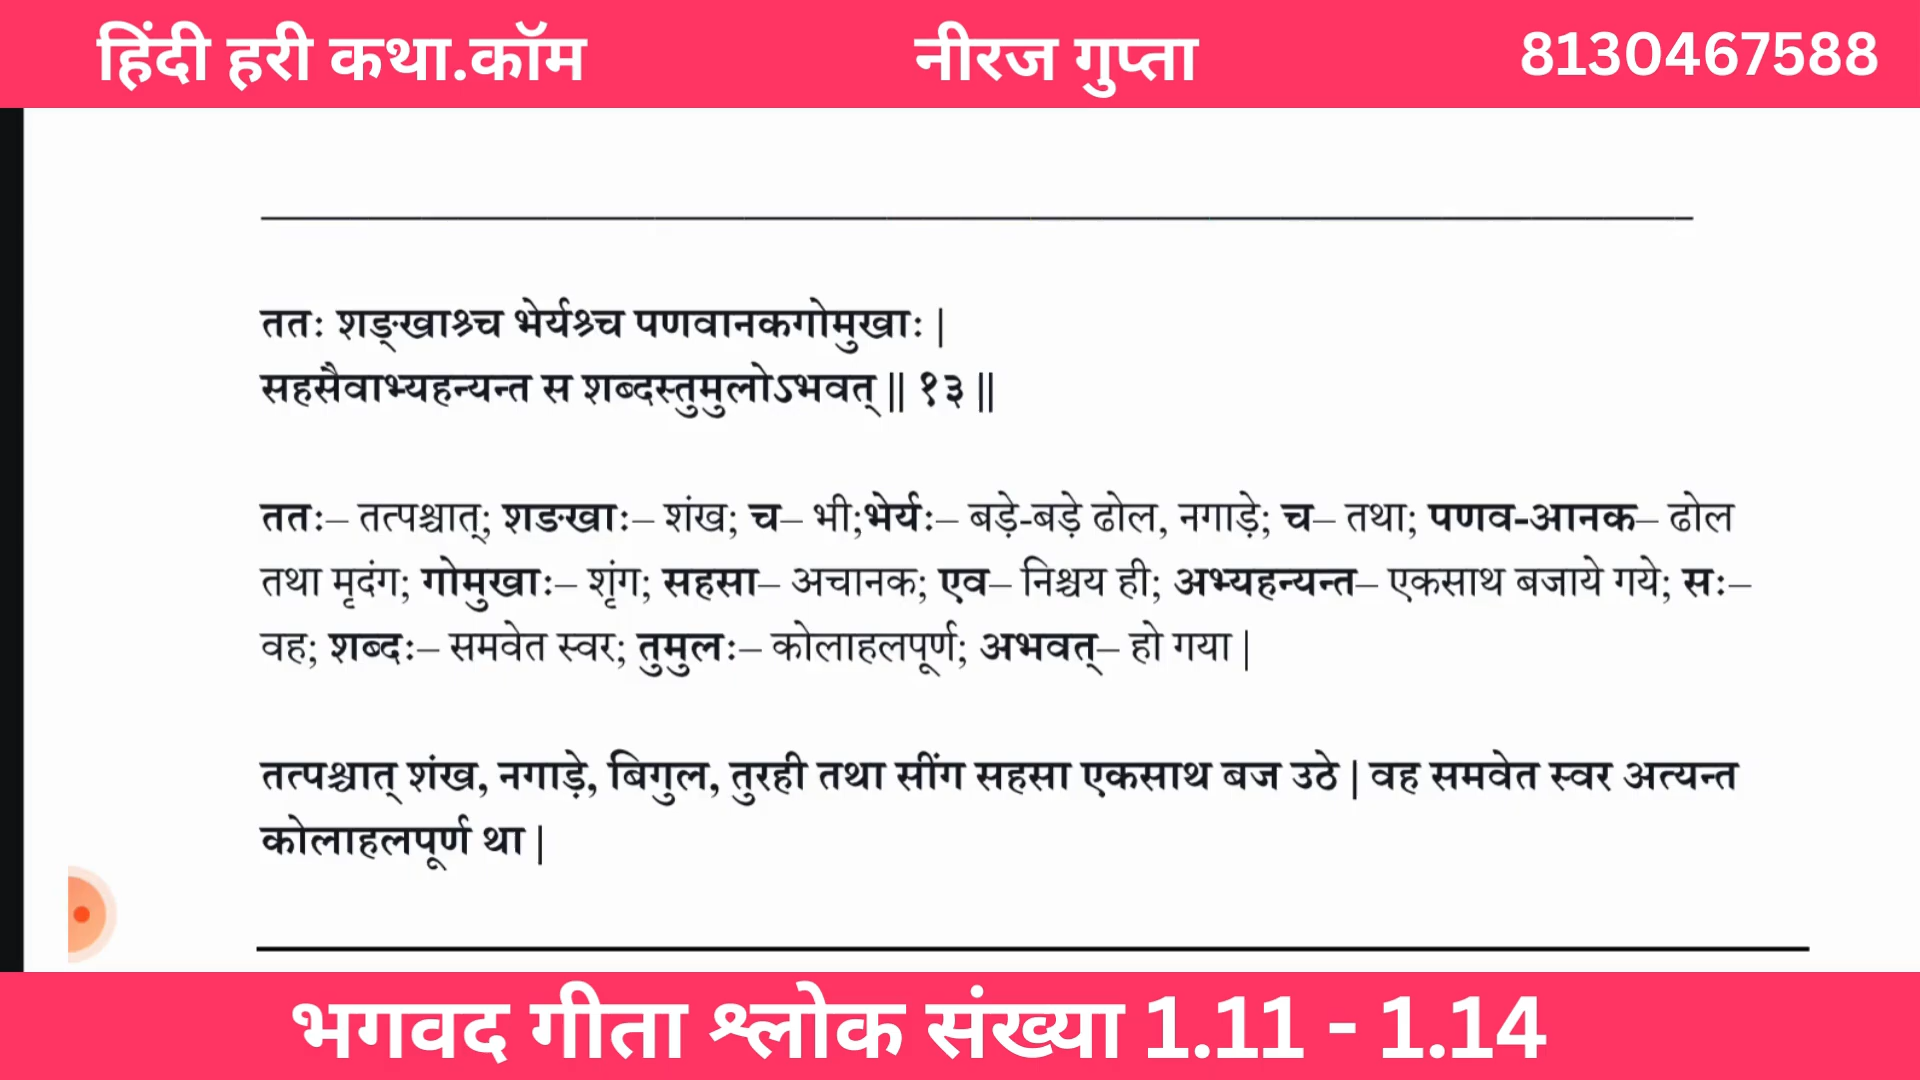 हिंदी हरी कथा.कॉम
नीरज गुप्ता
8130467588
ततः शङ्खाश्र्च भेर्यश्र्च पणवानकगोमुखाः |
सहसैवाभ्यहन्यन्त स शब्दस्तुमुलोऽभवत् || १३ ||
ततः– तत्पश्चात्; शङखाः– शंख; च– भी;भेर्यः– बड़े-बड़े ढोल, नगाड़े; च– तथा; पणव-आनक– ढोल
तथा मृदंग; गोमुखाः– शृंग; सहसा– अचानक; एव– निश्चय ही; अभ्यहन्यन्त– एकसाथ बजाये गये; सः–
वह; शब्दः– समवेत स्वर; तुमुलः– कोलाहलपूर्ण; अभवत्– हो गया |
तत्पश्चात् शंख, नगाड़े, बिगुल, तुरही तथा सींग सहसा एकसाथ बज उठे | वह समवेत स्वर अत्यन्त
कोलाहलपूर्ण था |
भगवद गीता श्लोक संख्या 1.11 - 1.14